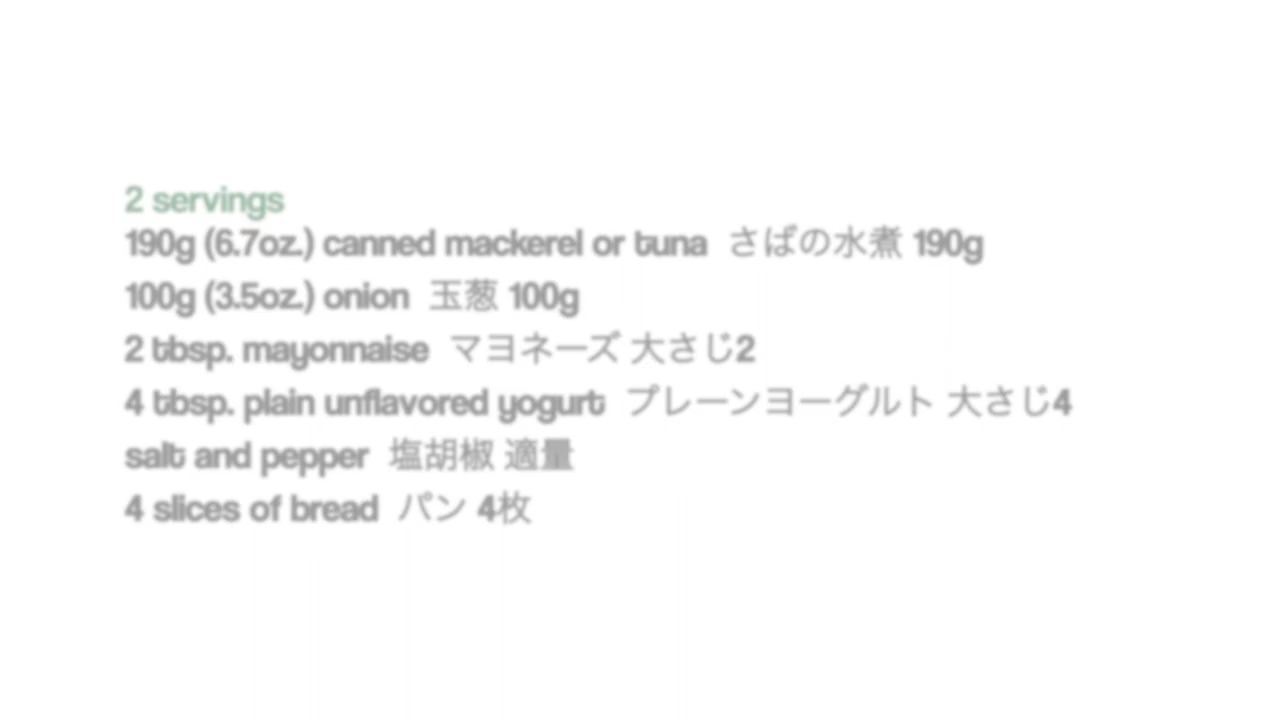 2 servings
190g (6.7oz.) canned mackerel or tuna さばの水煮 190g
100g (3.5oz.) onion 玉葱 100g
2 tbsp. mayonnaise マヨネーズ 大さじ2
4 tbsp. plain unflavored yogurt プレーンヨーグルト 大さじ4
salt and pepper 塩胡椒 適量
4 slices of bread パン 4枚